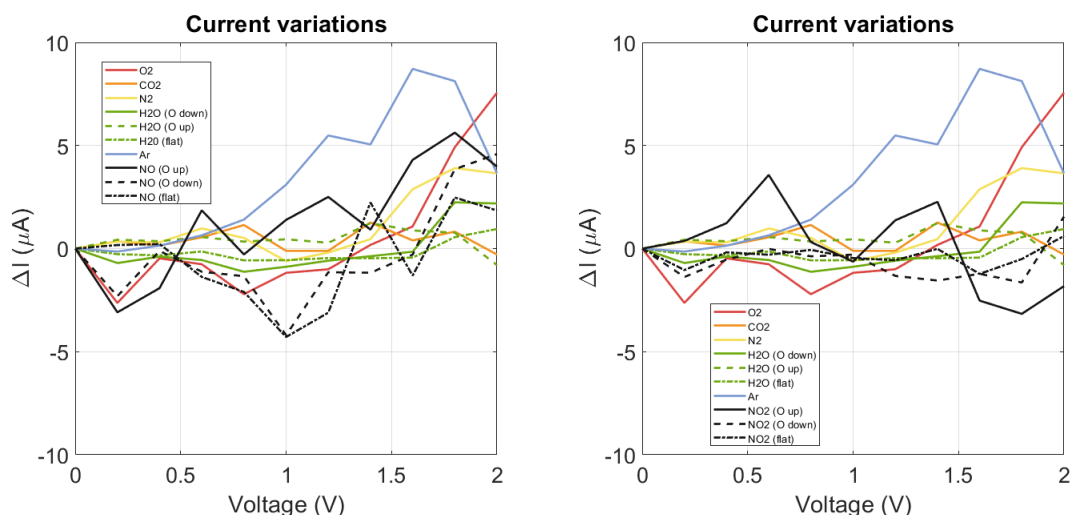 Current variations
10
5
0
-5
-10
ΔI (μA)
O2
CO2
N2
H2O (O down)
H2O (O up)
H20 (flat)
Ar
NO (O up)
NO (O down)
NO (flat)
0
0.5
1
1.5
2
Voltage (V)
Current variations
10
5
0
-5
-10
ΔI (μA)
O2
CO2
N2
H2O (O down)
H2O (O up)
H2O (flat)
Ar
NO2 (O up)
NO2 (O down)
NO2 (flat)
0
0.5
1
1.5
2
Voltage (V)